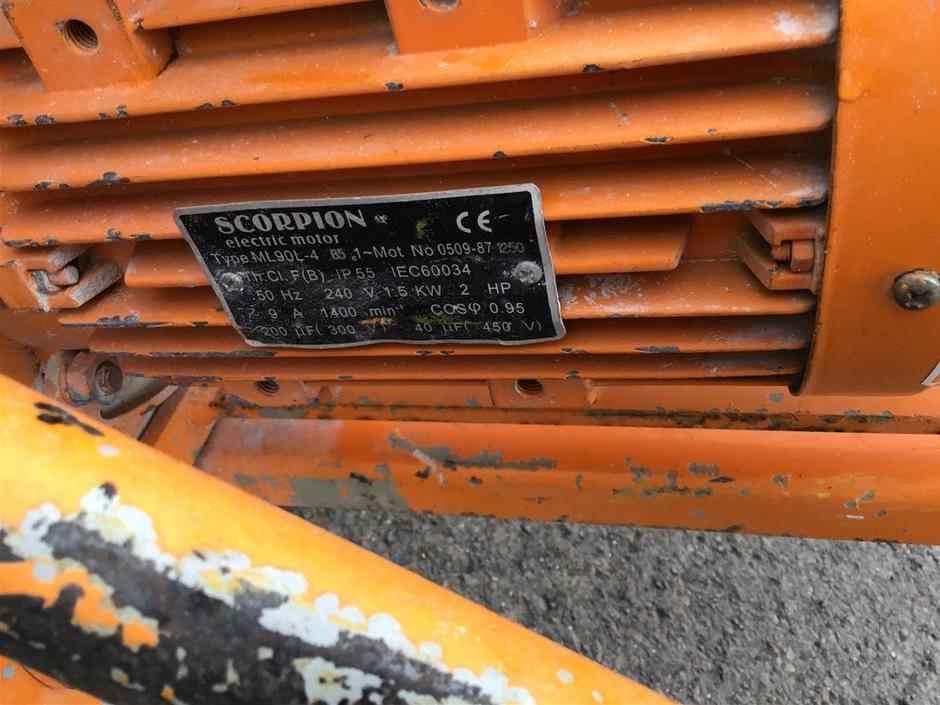 SCORPION CE
electric motor
Type ML90L-4 B5 1~Mot No 0509-87 1250
Th.Cl.F(B) IP 55 IEC60034
50 Hz 240 V 1.5 KW 2 HP
9 A 1400 min⁻¹ COSφ 0.95
200 µF( 300 40 µF( 450 V)